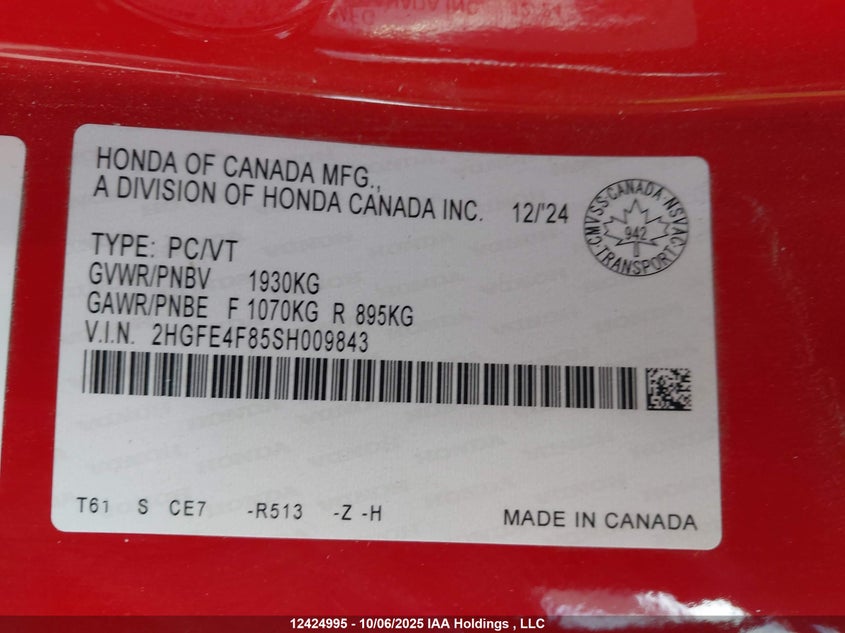 HONDA OF CANADA MFG.,
A DIVISION OF HONDA CANADA INC. 12/'24
CMVSS·CANADA·NSVAC
942
TRANSPORT
TYPE: PC/VT
GVWR/PNBV 1930KG
GAWR/PNBE F 1070KG R 895KG
V.I.N. 2HGFE4F85SH009843
T61 S CE7 -R513 -Z -H
MADE IN CANADA
12424995 - 10/06/2025 IAA Holdings , LLC